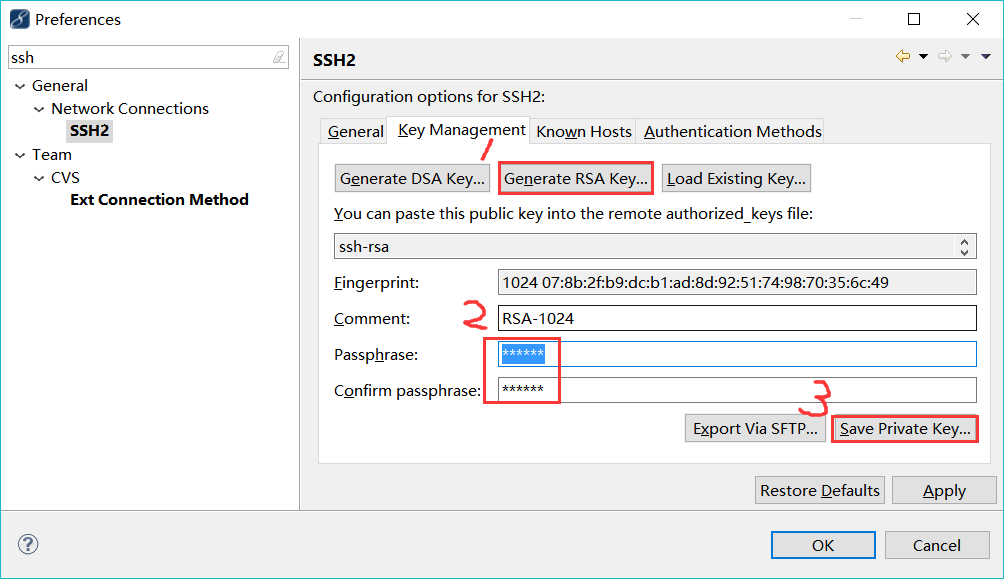 Preferences
ssh
General
Network Connections
SSH2
Team
CVS
Ext Connection Method
SSH2
Configuration options for SSH2:
General Key Management Known Hosts Authentication Methods
1
Generate DSA Key... Generate RSA Key... Load Existing Key...
You can paste this public key into the remote authorized_keys file:
ssh-rsa
Fingerprint: 1024 07:8b:2f:b9:dc:b1:ad:8d:92:51:74:98:70:35:6c:49
Comment: 2 RSA-1024
Passphrase: ******
Confirm passphrase: ******
3
Export Via SFTP... Save Private Key...
Restore Defaults Apply
? OK Cancel